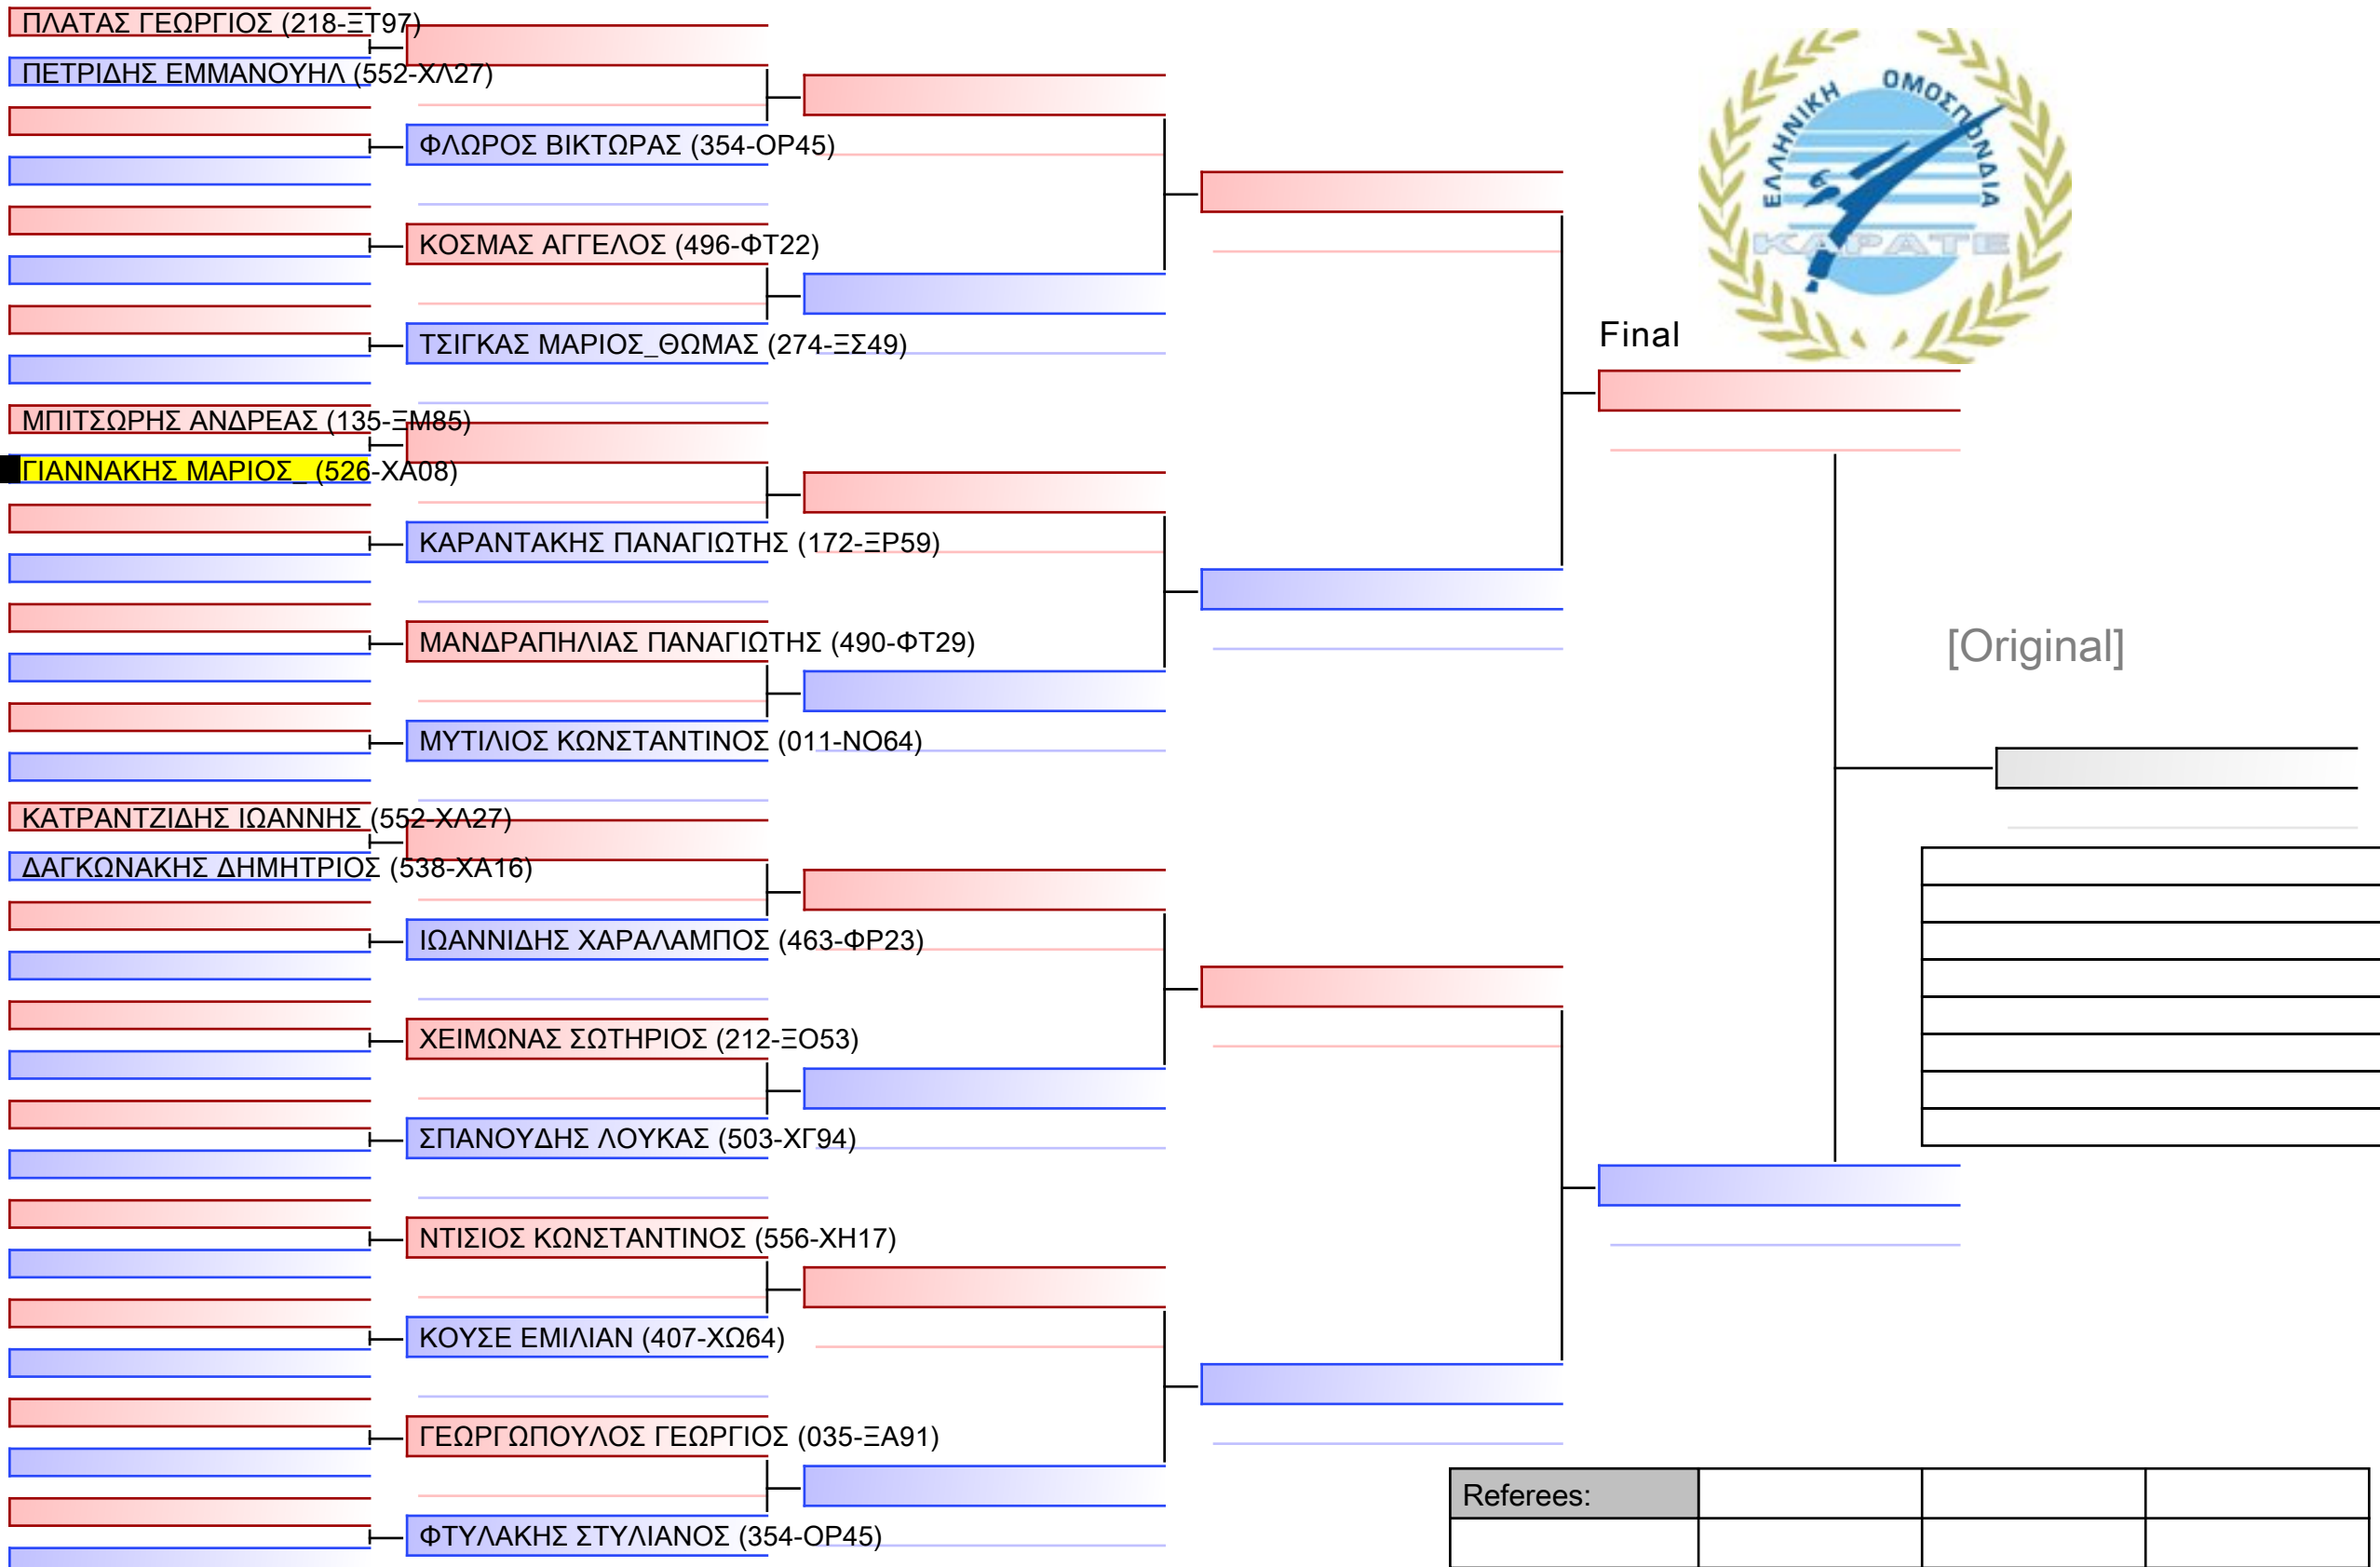 ΠΛΑΤΑΣ ΓΕΩΡΓΙΟΣ (218-ΞΤ97)
ΠΕΤΡΙΔΗΣ ΕΜΜΑΝΟΥΗΛ (552-ΧΛ27)
ΦΛΩΡΟΣ ΒΙΚΤΩΡΑΣ (354-ΟΡ45)
ΚΟΣΜΑΣ ΑΓΓΕΛΟΣ (496-ΦΤ22)
ΤΣΙΓΚΑΣ ΜΑΡΙΟΣ_ΘΩΜΑΣ (274-ΞΣ49)
ΜΠΙΤΣΩΡΗΣ ΑΝΔΡΕΑΣ (135-ΞΜ85)
ΓΙΑΝΝΑΚΗΣ ΜΑΡΙΟΣ_ (526-ΧΑ08)
ΚΑΡΑΝΤΑΚΗΣ ΠΑΝΑΓΙΩΤΗΣ (172-ΞΡ59)
ΜΑΝΔΡΑΠΗΛΙΑΣ ΠΑΝΑΓΙΩΤΗΣ (490-ΦΤ29)
ΜΥΤΙΛΙΟΣ ΚΩΝΣΤΑΝΤΙΝΟΣ (011-ΝΟ64)
ΚΑΤΡΑΝΤΖΙΔΗΣ ΙΩΑΝΝΗΣ (552-ΧΛ27)
ΔΑΓΚΩΝΑΚΗΣ ΔΗΜΗΤΡΙΟΣ (538-ΧΑ16)
ΙΩΑΝΝΙΔΗΣ ΧΑΡΑΛΑΜΠΟΣ (463-ΦΡ23)
ΧΕΙΜΩΝΑΣ ΣΩΤΗΡΙΟΣ (212-ΞΟ53)
ΣΠΑΝΟΥΔΗΣ ΛΟΥΚΑΣ (503-ΧΓ94)
ΝΤΙΣΙΟΣ ΚΩΝΣΤΑΝΤΙΝΟΣ (556-ΧΗ17)
ΚΟΥΣΕ ΕΜΙΛΙΑΝ (407-ΧΩ64)
ΓΕΩΡΓΩΠΟΥΛΟΣ ΓΕΩΡΓΙΟΣ (035-ΞΑ91)
ΦΤΥΛΑΚΗΣ ΣΤΥΛΙΑΝΟΣ (354-ΟΡ45)
ΕΛΛΗΝΙΚΗ ΟΜΟΣΠΟΝΔΙΑ
ΚΑΡΑΤΕ
Final
[Original]
Referees: